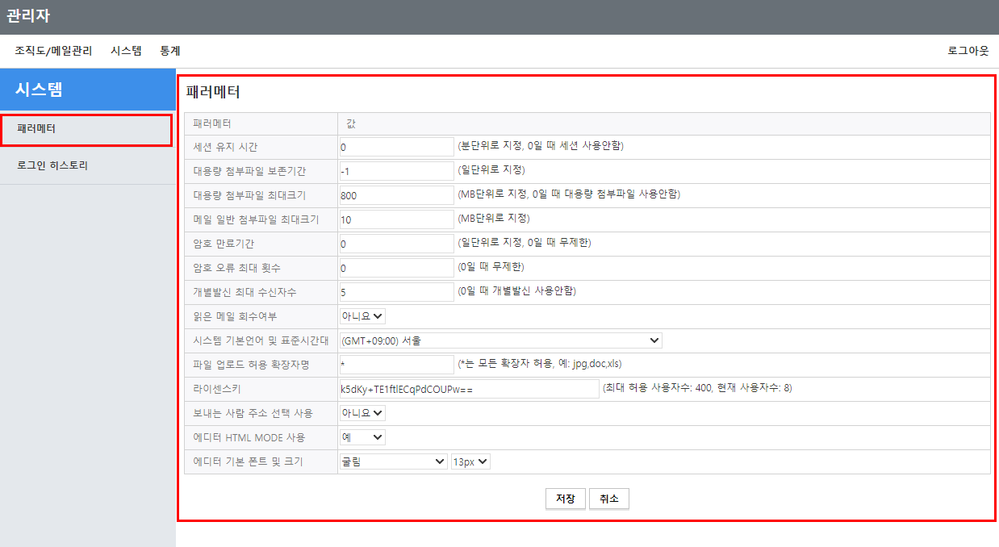 관리자
조직도/메일관리 시스템 통계 로그아웃
시스템
패러메터
로그인 히스토리
패러메터
패러메터 값
세션 유지 시간 0 (분단위로 지정, 0일 때 세션 사용안함)
대용량 첨부파일 보존기간 -1 (일단위로 지정)
대용량 첨부파일 최대크기 800 (MB단위로 지정, 0일 때 대용량 첨부파일 사용안함)
메일 일반 첨부파일 최대크기 10 (MB단위로 지정)
암호 만료기간 0 (일단위로 지정, 0일 때 무제한)
암호 오류 최대 횟수 0 (0일 때 무제한)
개별발신 최대 수신자수 5 (0일 때 개별발신 사용안함)
읽은 메일 회수여부 아니요
시스템 기본언어 및 표준시간대 (GMT+09:00) 서울
파일 업로드 허용 확장자명 * (*는 모든 확장자 허용, 예: jpg,doc,xls)
라이센스키 k5dKy+TE1ftlECqPdCOUPw== (최대 허용 사용자수: 400, 현재 사용자수: 8)
보내는 사람 주소 선택 사용 아니요
에디터 HTML MODE 사용 예
에디터 기본 폰트 및 크기 굴림 13px
저장 취소